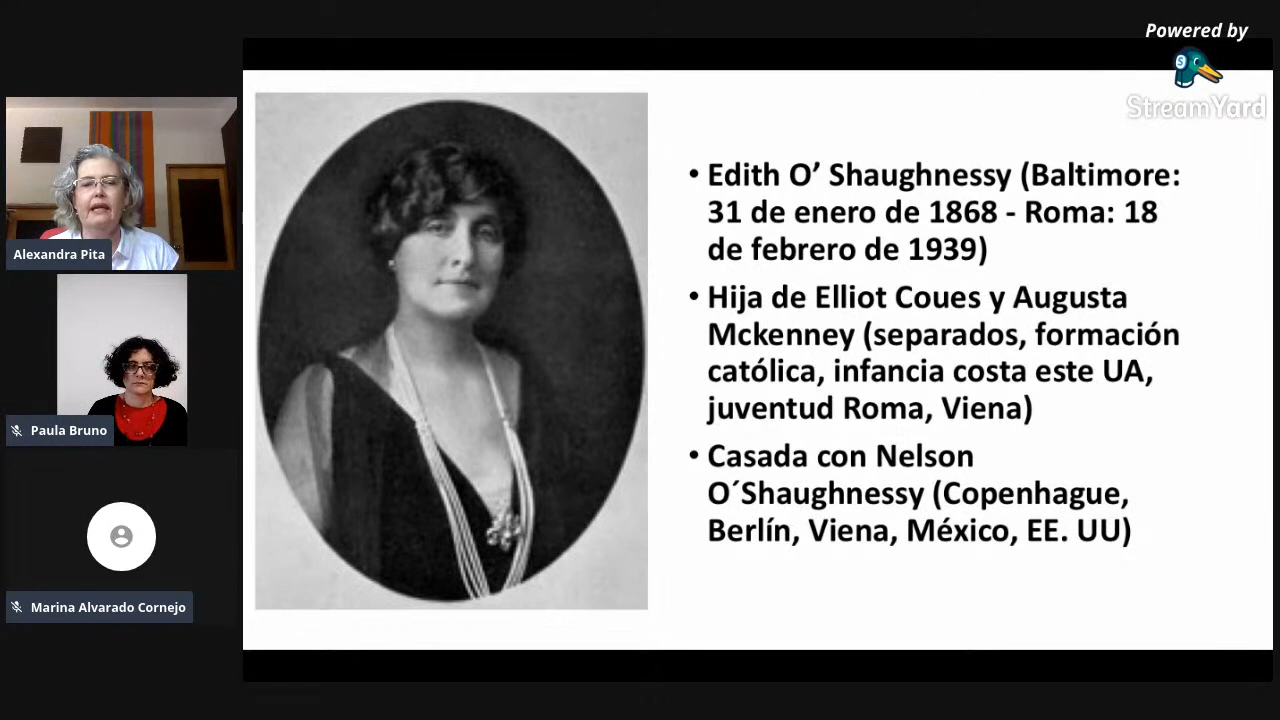 Powered by
StreamYard
Alexandra Pita
Paula Bruno
Marina Alvarado Cornejo
• Edith O’ Shaughnessy (Baltimore:
31 de enero de 1868 - Roma: 18
de febrero de 1939)
• Hija de Elliot Coues y Augusta
Mckenney (separados, formación
católica, infancia costa este UA,
juventud Roma, Viena)
• Casada con Nelson
O´Shaughnessy (Copenhague,
Berlín, Viena, México, EE. UU)